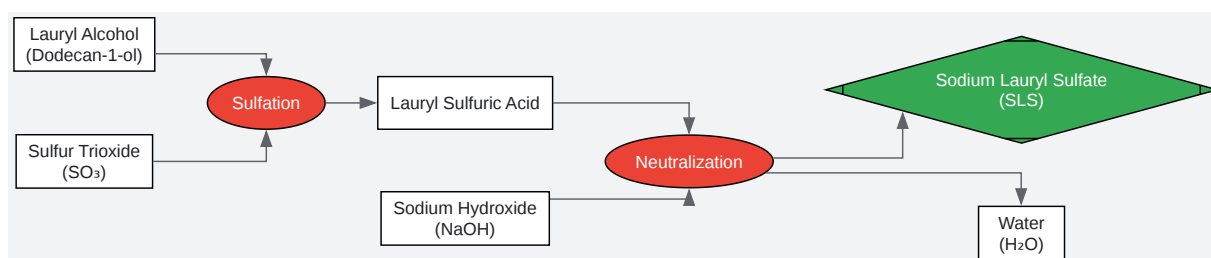 Lauryl Alcohol
(Dodecan-1-ol)
Sulfation
Sulfur Trioxide
(SO₃)
Lauryl Sulfuric Acid
Neutralization
Sodium Hydroxide
(NaOH)
Sodium Lauryl Sulfate
(SLS)
Water
(H₂O)